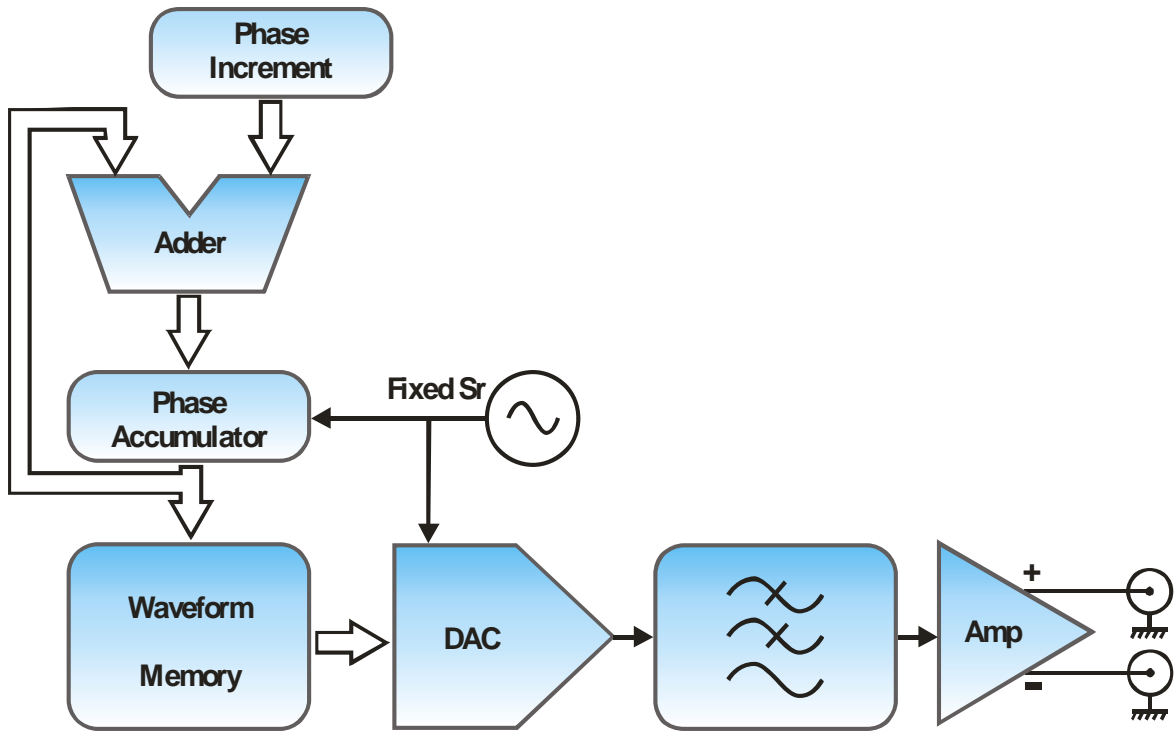 Phase
Increment
Adder
Fixed Sr
Phase
Accumulator
Waveform
Memory
DAC
Amp
+
-